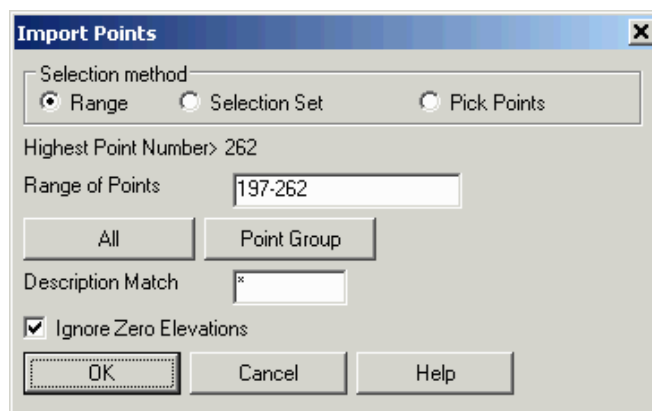 Import Points
Selection method
Range Selection Set Pick Points
Highest Point Number> 262
Range of Points 197-262
All Point Group
Description Match *
Ignore Zero Elevations
OK Cancel Help